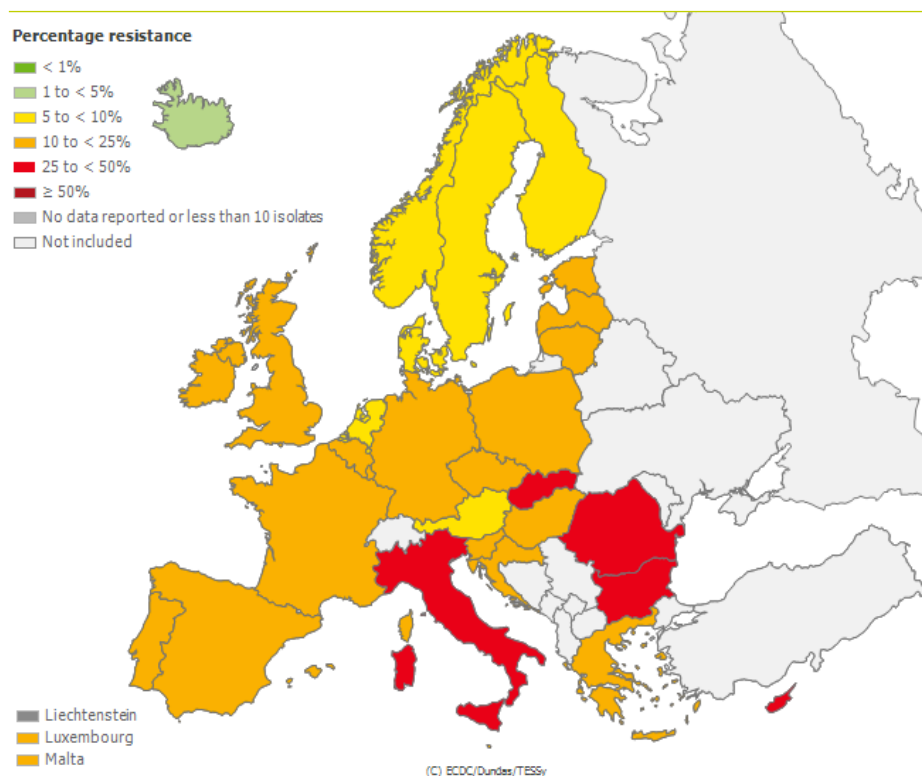 Percentage resistance
< 1%
1 to < 5%
5 to < 10%
10 to < 25%
25 to < 50%
≥ 50%
No data reported or less than 10 isolates
Not included
Liechtenstein
Luxembourg
Malta
(C) ECDC/Dundas/TESSy